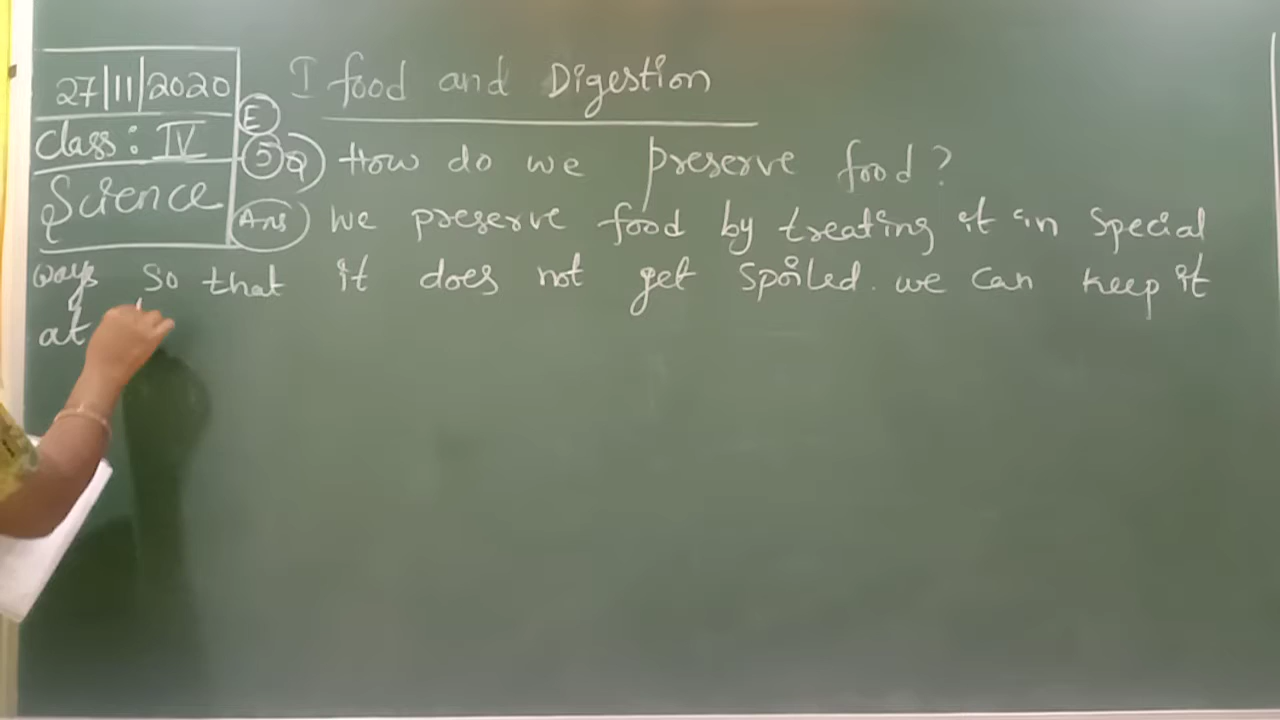 27/11/2020
Class: IV
Science
I food and Digestion
E
5Q) How do we preserve food?
Ans) We preserve food by treating it in special
ways so that it does not get spoiled. we can keep it
at